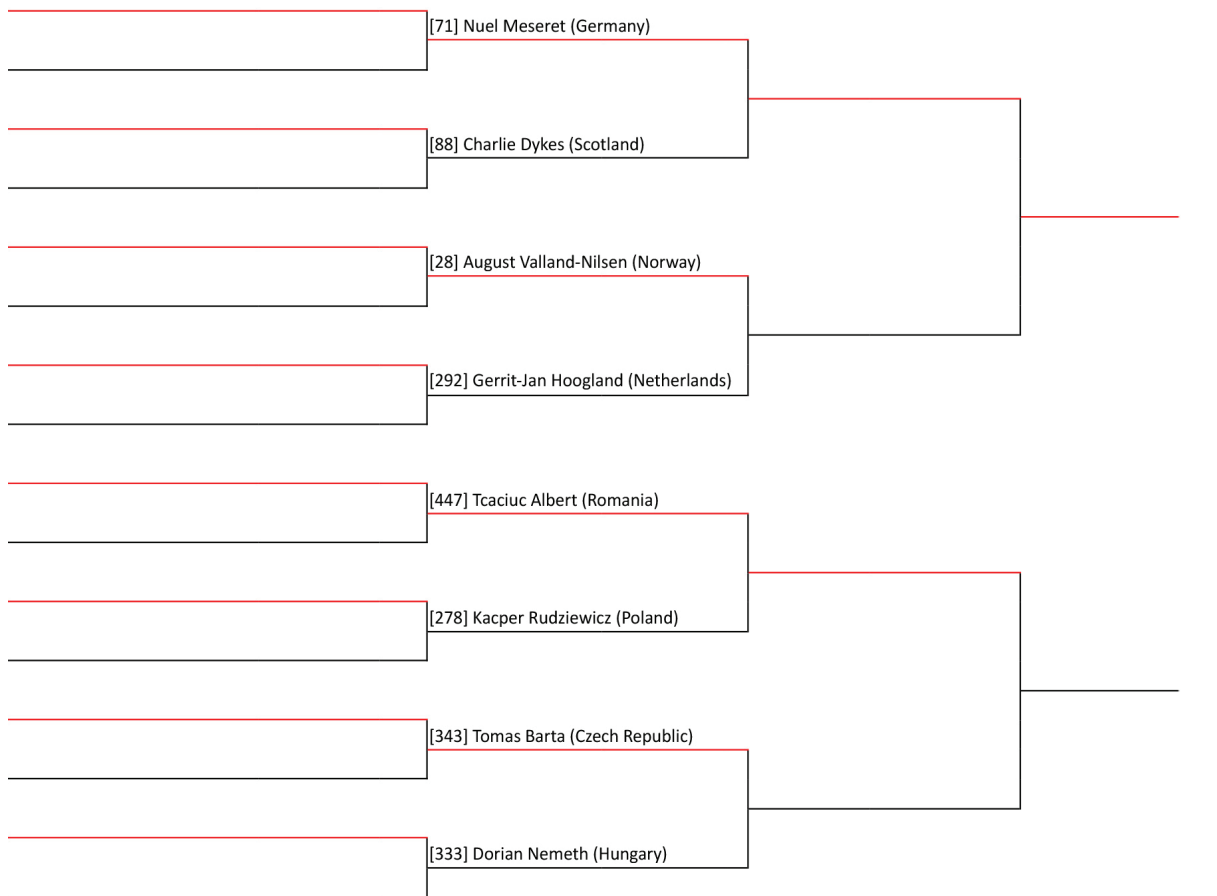 [71] Nuel Meseret (Germany)
[88] Charlie Dykes (Scotland)
[28] August Valland-Nilsen (Norway)
[292] Gerrit-Jan Hoogland (Netherlands)
[447] Tcaciuc Albert (Romania)
[278] Kacper Rudziewicz (Poland)
[343] Tomas Barta (Czech Republic)
[333] Dorian Nemeth (Hungary)